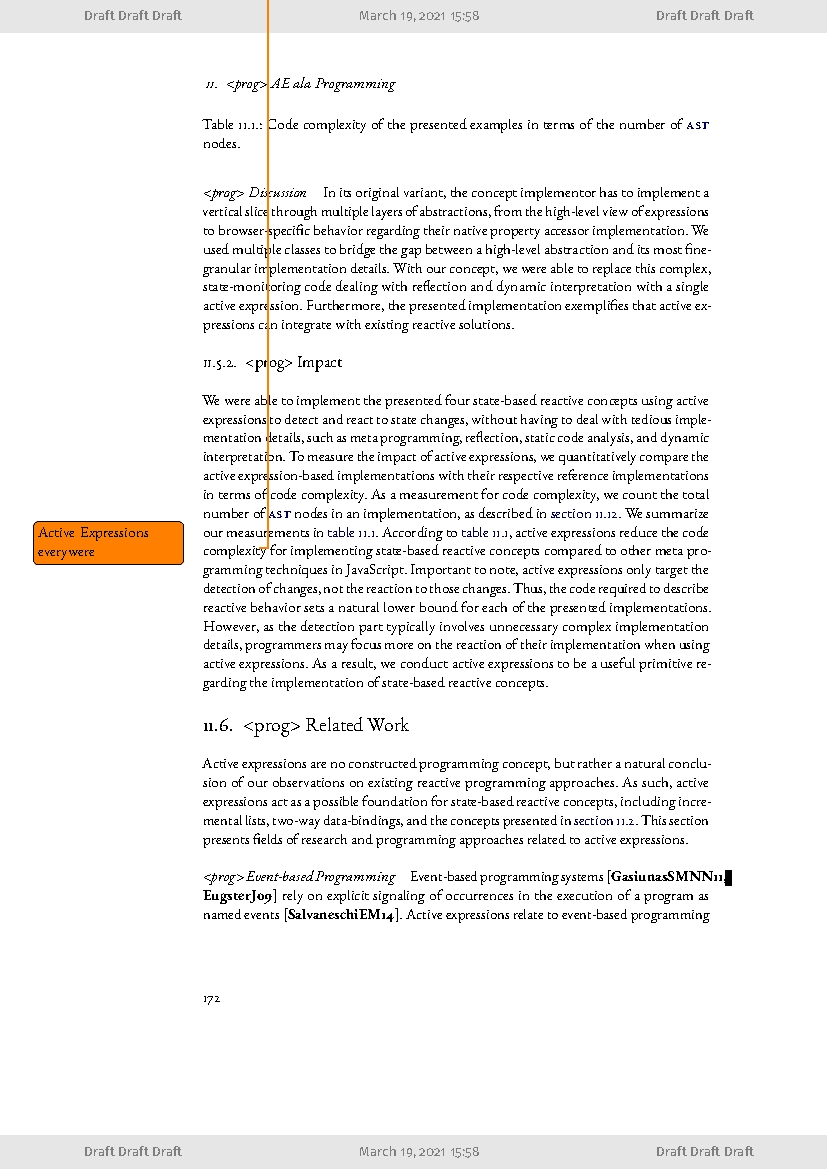 Draft Draft Draft March 19, 2021 15:58 Draft Draft Draft
11. <prog> AE ala Programming
Table 11.1.: Code complexity of the presented examples in terms of the number of AST
nodes.
<prog> Discussion In its original variant, the concept implementor has to implement a
vertical slice through multiple layers of abstractions, from the high-level view of expressions
to browser-specific behavior regarding their native property accessor implementation. We
used multiple classes to bridge the gap between a high-level abstraction and its most fine-
granular implementation details. With our concept, we were able to replace this complex,
state-monitoring code dealing with reflection and dynamic interpretation with a single
active expression. Furthermore, the presented implementation exemplifies that active ex-
pressions can integrate with existing reactive solutions.
11.5.2. <prog> Impact
We were able to implement the presented four state-based reactive concepts using active
expressions to detect and react to state changes, without having to deal with tedious imple-
mentation details, such as meta programming, reflection, static code analysis, and dynamic
interpretation. To measure the impact of active expressions, we quantitatively compare the
active expression-based implementations with their respective reference implementations
in terms of code complexity. As a measurement for code complexity, we count the total
number of AST nodes in an implementation, as described in section 11.12. We summarize
our measurements in table 11.1. According to table 11.1, active expressions reduce the code
complexity for implementing state-based reactive concepts compared to other meta pro-
gramming techniques in JavaScript. Important to note, active expressions only target the
detection of changes, not the reaction to those changes. Thus, the code required to describe
reactive behavior sets a natural lower bound for each of the presented implementations.
However, as the detection part typically involves unnecessary complex implementation
details, programmers may focus more on the reaction of their implementation when using
active expressions. As a result, we conduct active expressions to be a useful primitive re-
garding the implementation of state-based reactive concepts.
Active Expressions
everywere
11.6. <prog> Related Work
Active expressions are no constructed programming concept, but rather a natural conclu-
sion of our observations on existing reactive programming approaches. As such, active
expressions act as a possible foundation for state-based reactive concepts, including incre-
mental lists, two-way data-bindings, and the concepts presented in section 11.2. This section
presents fields of research and programming approaches related to active expressions.
<prog> Event-based Programming Event-based programming systems [GasiunasSMNN11,
EugsterJ09] rely on explicit signaling of occurrences in the execution of a program as
named events [SalvaneschiEM14]. Active expressions relate to event-based programming
172
Draft Draft Draft March 19, 2021 15:58 Draft Draft Draft